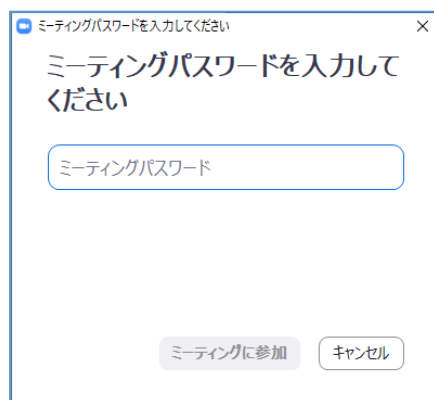 ミーティングパスワードを入力してください
ミーティングパスワードを入力して
ください
ミーティングパスワード
ミーティングに参加
キャンセル